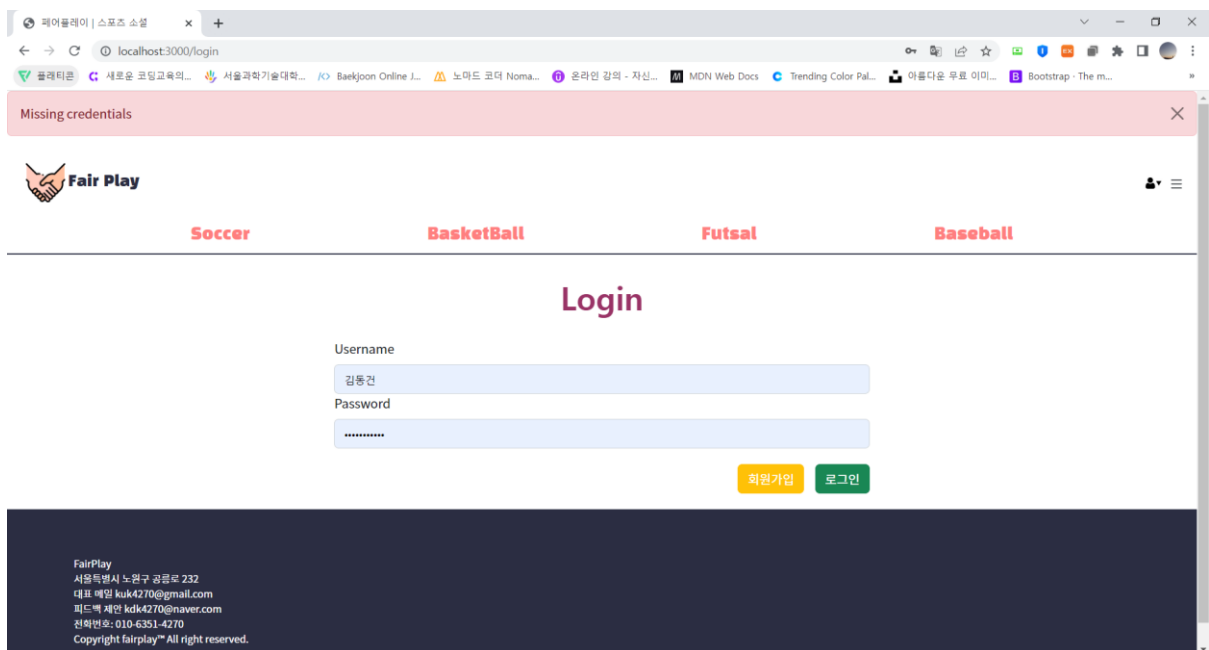 페어플레이 | 스포츠 소셜
localhost:3000/login
플래티콘 새로운 코딩교육의... 서울과학기술대학... Baekjoon Online J... 노마드 코더 Noma... 온라인 강의 - 자신... MDN Web Docs Trending Color Pal... 아름다운 무료 이미... Bootstrap · The m...
Missing credentials
Fair Play
Soccer BasketBall Futsal Baseball
Login
Username
김동건
Password
회원가입 로그인
FairPlay
서울특별시 노원구 공릉로 232
대표 메일 kuk4270@gmail.com
피드백 제안 kdk4270@naver.com
전화번호: 010-6351-4270
Copyright fairplay™ All right reserved.